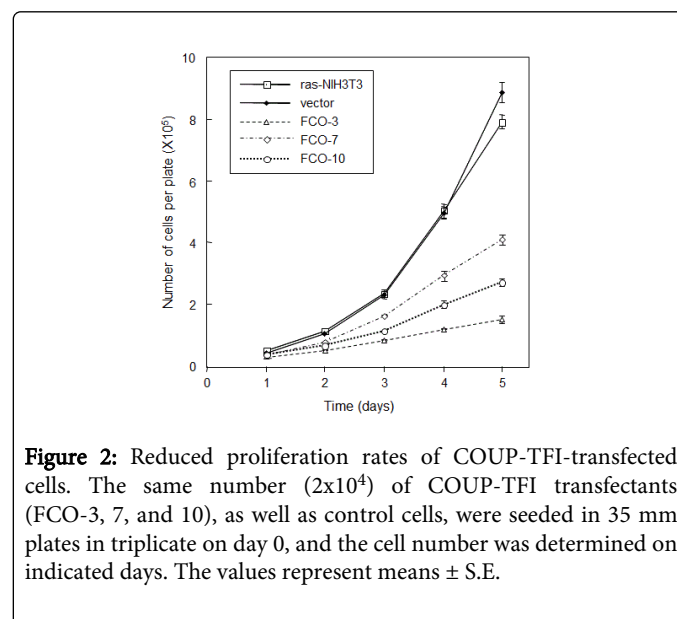 10
8
6
4
2
0
Number of cells per plate (X10⁵)
ras-NIH3T3
vector
FCO-3
FCO-7
FCO-10
0 1 2 3 4 5
Time (days)
Figure 2: Reduced proliferation rates of COUP-TFI-transfected
cells. The same number (2x10⁴) of COUP-TFI transfectants
(FCO-3, 7, and 10), as well as control cells, were seeded in 35 mm
plates in triplicate on day 0, and the cell number was determined on
indicated days. The values represent means ± S.E.